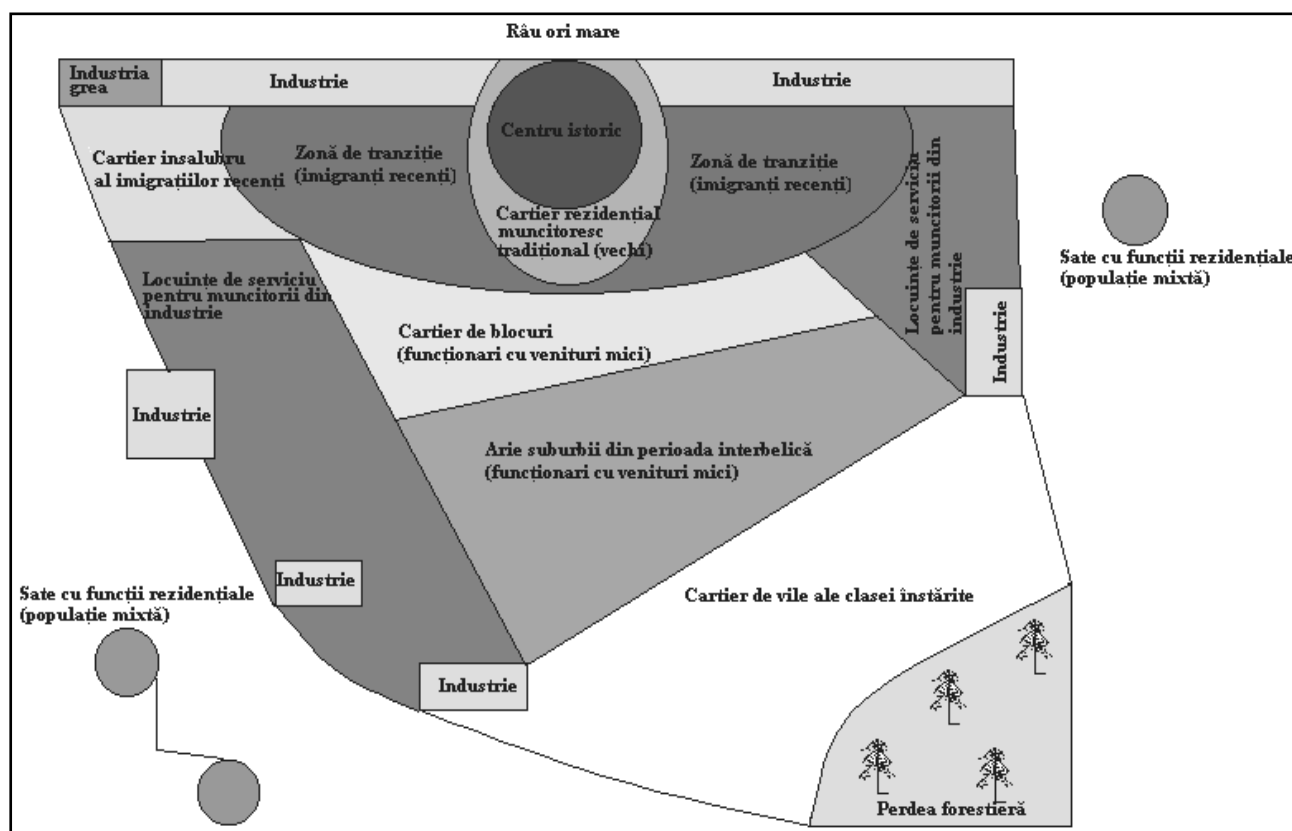 Râu ori mare
Industria
grea
Industrie
Industrie
Centru istoric
Cartier insalubru
al imigrațiilor recenți
Zonă de tranziție
(imigranți recenți)
Zonă de tranziție
(imigranți recenți)
Cartier rezidențial
muncitoresc
tradițional (vechi)
Locuințe de serviciu
pentru muncitorii din
industrie
Sate cu funcții rezidențiale
(populație mixtă)
Locuințe de serviciu
pentru muncitorii din
industrie
Cartier de blocuri
(funcționari cu venituri mici)
Industrie
Industrie
Arie suburbii din perioada interbelică
(funcționari cu venituri mici)
Industrie
Sate cu funcții rezidențiale
(populație mixtă)
Cartier de vile ale clasei înstărite
Industrie
Perdea forestieră